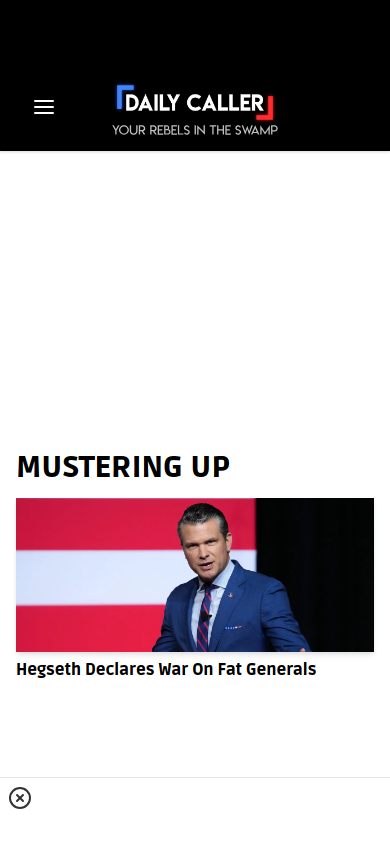 DAILY CALLER
YOUR REBELS IN THE SWAMP
MUSTERING UP
Hegseth Declares War On Fat Generals